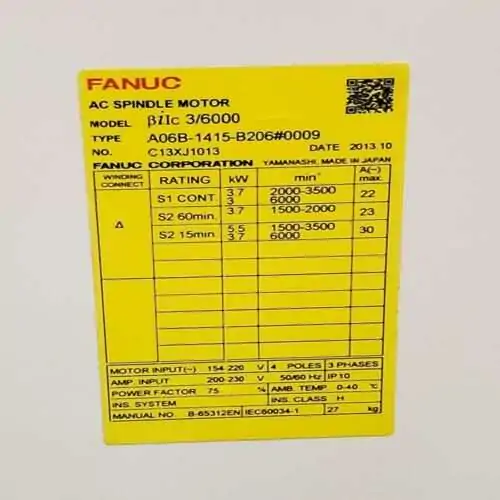 FANUC
AC SPINDLE MOTOR
MODEL βiIc 3/6000
TYPE A06B-1415-B206#0009
NO. C13XJ1013 DATE 2013.10
FANUC CORPORATION YAMANASHI, MADE IN JAPAN
WINDING CONNECT RATING kW min⁻ A(~) max.
Δ S1 CONT. 3.7 2000-3500 22
3 6000
S2 60min. 3.7 1500-2000 23
S2 15min. 5.5 1500-3500 30
3.7 6000
MOTOR INPUT(~) 154-220 V 4 POLES 3 PHASES
AMP. INPUT 200-230 V 50/60 Hz IP10
POWER FACTOR 75 % AMB. TEMP 0-40 ℃
INS. SYSTEM INS. CLASS H
MANUAL NO. B-65312EN IEC60034-1 27 kg